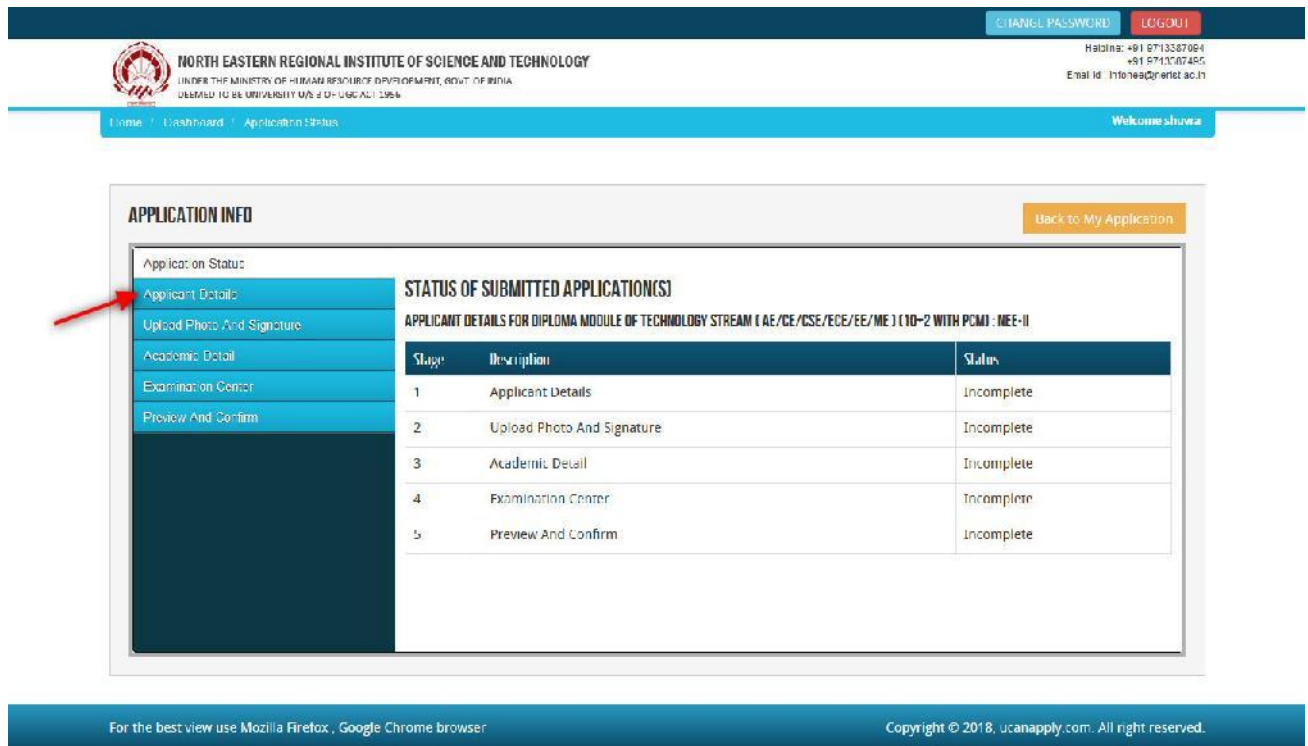 CHANGE PASSWORD LOGOUT
NORTH EASTERN REGIONAL INSTITUTE OF SCIENCE AND TECHNOLOGY
UNDER THE MINISTRY OF HUMAN RESOURCE DEVELOPMENT, GOVT. OF INDIA
DEEMED TO BE UNIVERSITY U/S 3 OF UGC ACT 1956
Helpline: +91 9713387094
+91 9713387495
Email Id : infonee@nerist.ac.in
Home / Dashboard / Application Status
Welcome shuwa
APPLICATION INFO
Back to My Application
Application Status
Applicant Details
Upload Photo And Signature
Academic Detail
Examination Center
Preview And Confirm
STATUS OF SUBMITTED APPLICATION(S)
APPLICANT DETAILS FOR DIPLOMA MODULE OF TECHNOLOGY STREAM ( AE/CE/CSE/ECE/EE/ME ) (10+2 WITH PCM) : NEE-II
Stage Description Status
1 Applicant Details Incomplete
2 Upload Photo And Signature Incomplete
3 Academic Detail Incomplete
4 Examination Center Incomplete
5 Preview And Confirm Incomplete
For the best view use Mozilla Firefox , Google Chrome browser
Copyright © 2018, ucanapply.com. All right reserved.